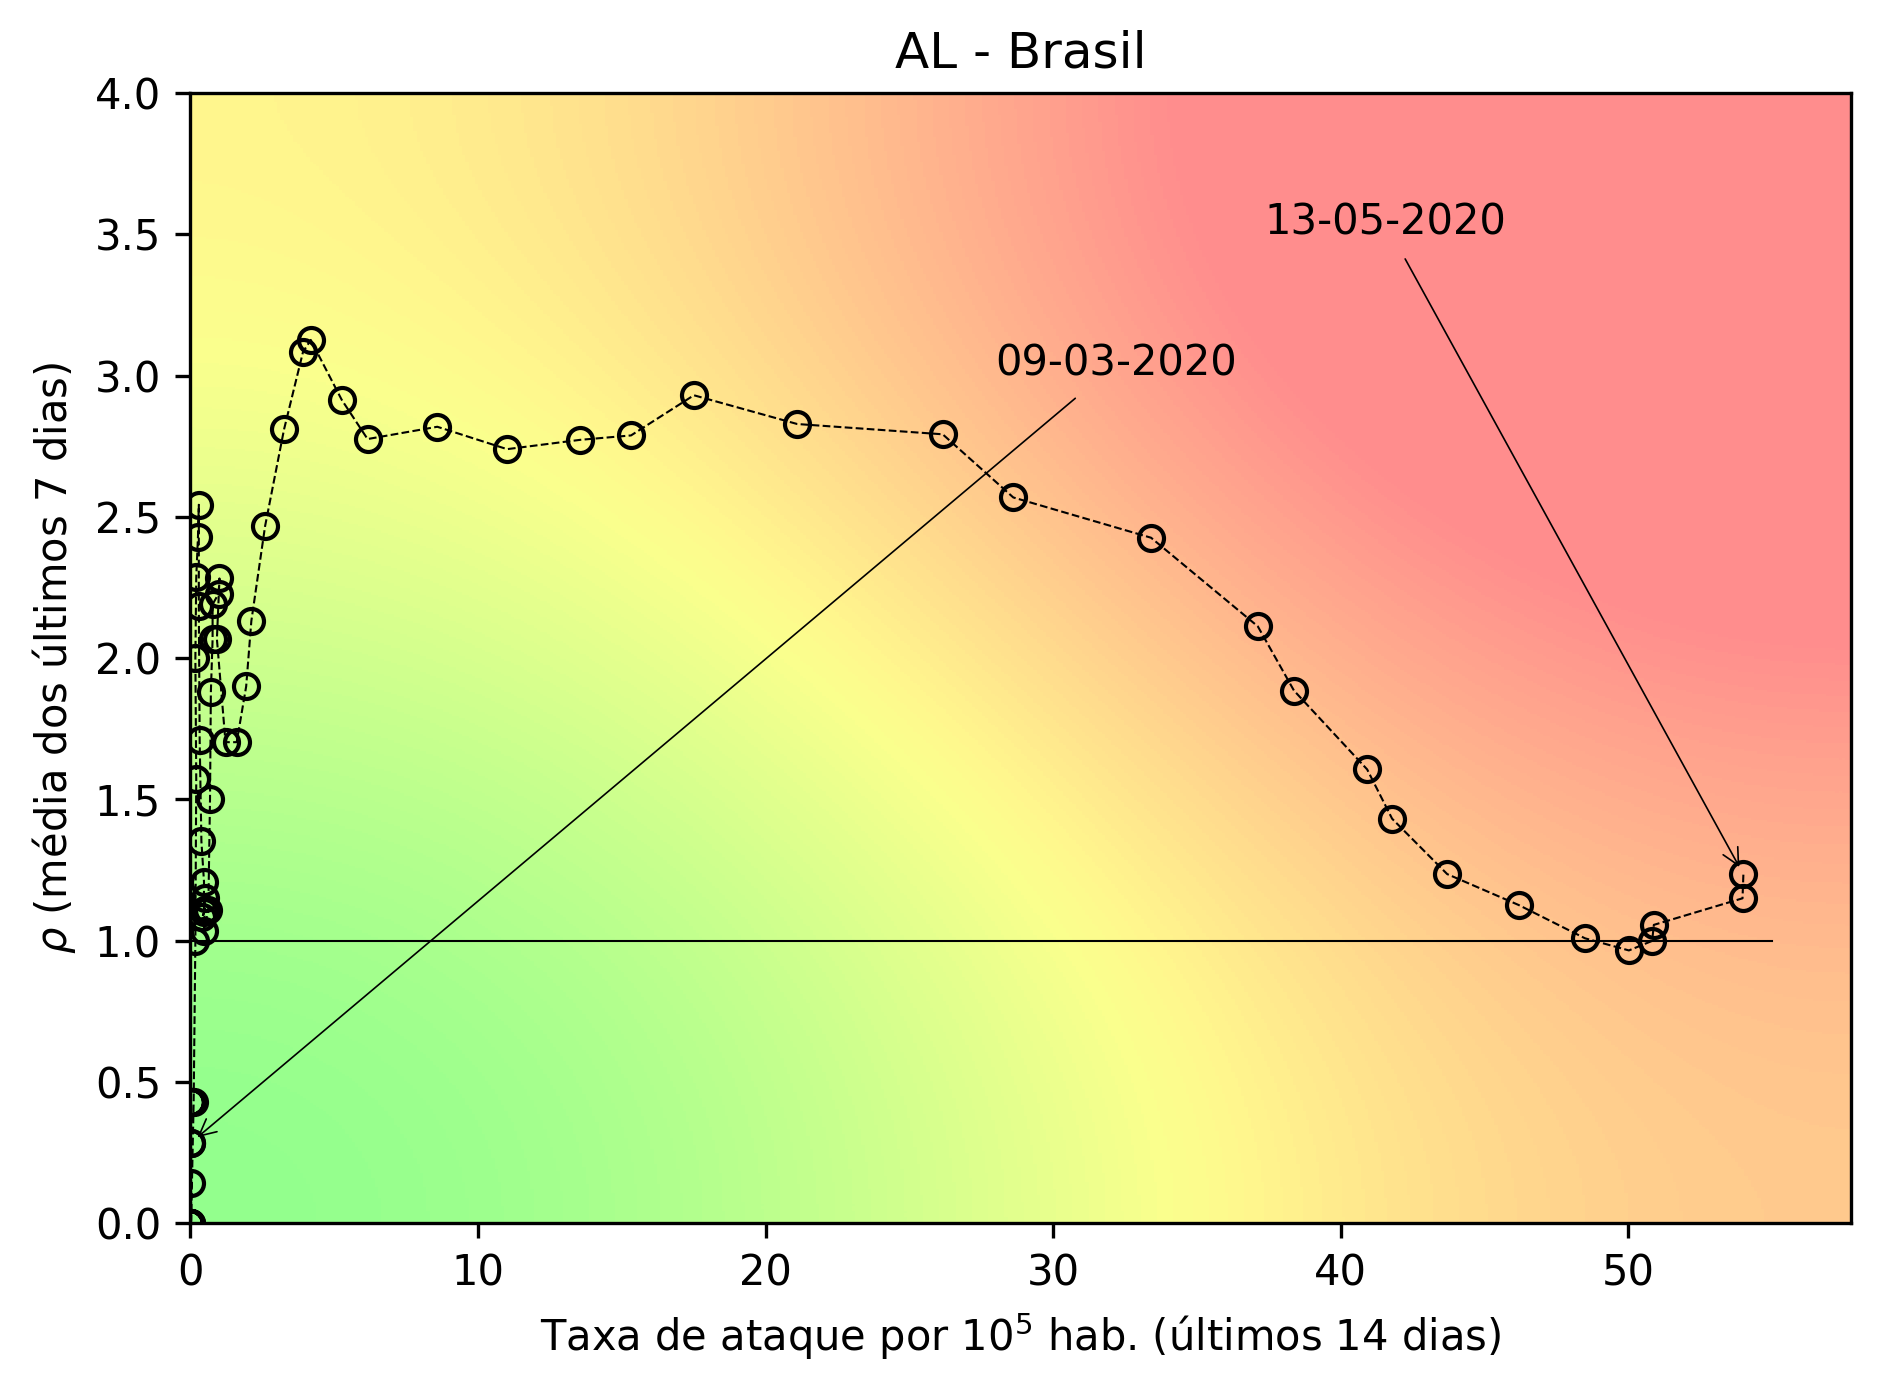 AL - Brasil
4.0
3.5
3.0
2.5
2.0
1.5
1.0
0.5
0.0
ρ (média dos últimos 7 dias)
13-05-2020
09-03-2020
0 10 20 30 40 50
Taxa de ataque por 10⁵ hab. (últimos 14 dias)